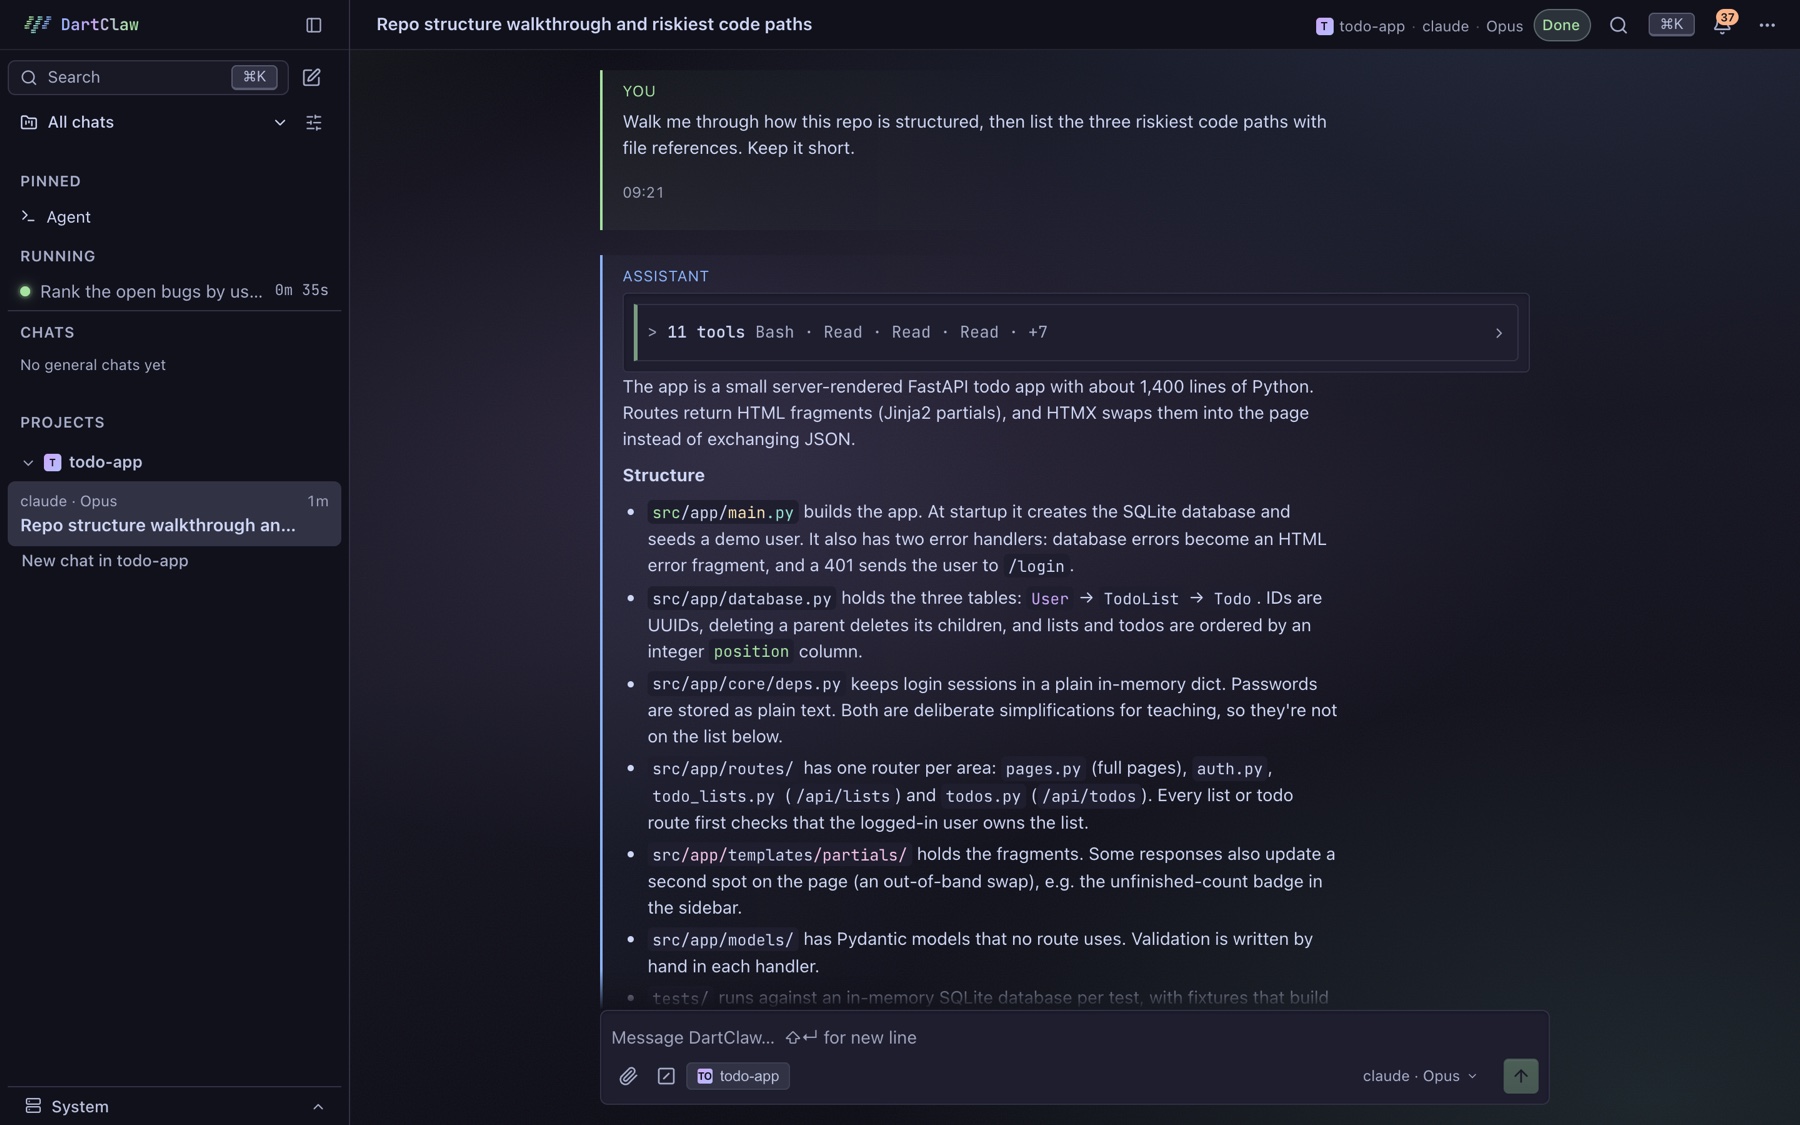 DartClaw
Search ⌘K
All chats
PINNED
Agent
RUNNING
Rank the open bugs by us... 0m 35s
CHATS
No general chats yet
PROJECTS
T todo-app
claude · Opus 1m
Repo structure walkthrough an...
New chat in todo-app
System
Repo structure walkthrough and riskiest code paths
T todo-app · claude · Opus Done ⌘K 37
YOU
Walk me through how this repo is structured, then list the three riskiest code paths with
file references. Keep it short.
09:21
ASSISTANT
> 11 tools Bash · Read · Read · Read · +7
The app is a small server-rendered FastAPI todo app with about 1,400 lines of Python.
Routes return HTML fragments (Jinja2 partials), and HTMX swaps them into the page
instead of exchanging JSON.
Structure
• src/app/main.py builds the app. At startup it creates the SQLite database and
seeds a demo user. It also has two error handlers: database errors become an HTML
error fragment, and a 401 sends the user to /login.
• src/app/database.py holds the three tables: User → TodoList → Todo. IDs are
UUIDs, deleting a parent deletes its children, and lists and todos are ordered by an
integer position column.
• src/app/core/deps.py keeps login sessions in a plain in-memory dict. Passwords
are stored as plain text. Both are deliberate simplifications for teaching, so they're not
on the list below.
• src/app/routes/ has one router per area: pages.py (full pages), auth.py,
todo_lists.py (/api/lists) and todos.py (/api/todos). Every list or todo
route first checks that the logged-in user owns the list.
• src/app/templates/partials/ holds the fragments. Some responses also update a
second spot on the page (an out-of-band swap), e.g. the unfinished-count badge in
the sidebar.
• src/app/models/ has Pydantic models that no route uses. Validation is written by
hand in each handler.
• tests/ runs against an in-memory SQLite database per test, with fixtures that build
Message DartClaw... ⇧↵ for new line
TO todo-app
claude · Opus